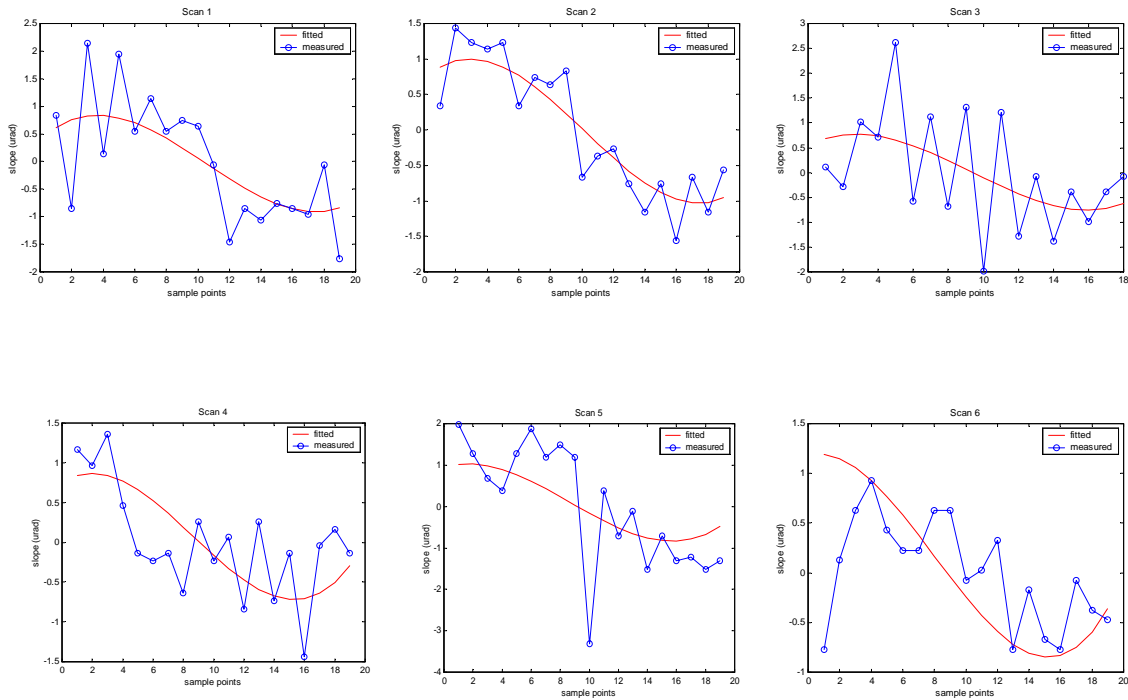 Scan 1
fitted
measured
slope (urad)
2.5
2
1.5
1
0.5
0
-0.5
-1
-1.5
-2
0 2 4 6 8 10 12 14 16 18 20
sample points
Scan 2
fitted
measured
slope (urad)
1.5
1
0.5
0
-0.5
-1
-1.5
-2
0 2 4 6 8 10 12 14 16 18 20
sample points
Scan 3
fitted
measured
slope (urad)
3
2.5
2
1.5
1
0.5
0
-0.5
-1
-1.5
-2
0 2 4 6 8 10 12 14 16 18
sample points
Scan 4
fitted
measured
slope (urad)
1.5
1
0.5
0
-0.5
-1
-1.5
0 2 4 6 8 10 12 14 16 18 20
sample points
Scan 5
fitted
measured
slope (urad)
2
1
0
-1
-2
-3
-4
0 2 4 6 8 10 12 14 16 18 20
sample points
Scan 6
fitted
measured
slope (urad)
1.5
1
0.5
0
-0.5
-1
0 2 4 6 8 10 12 14 16 18 20
sample points